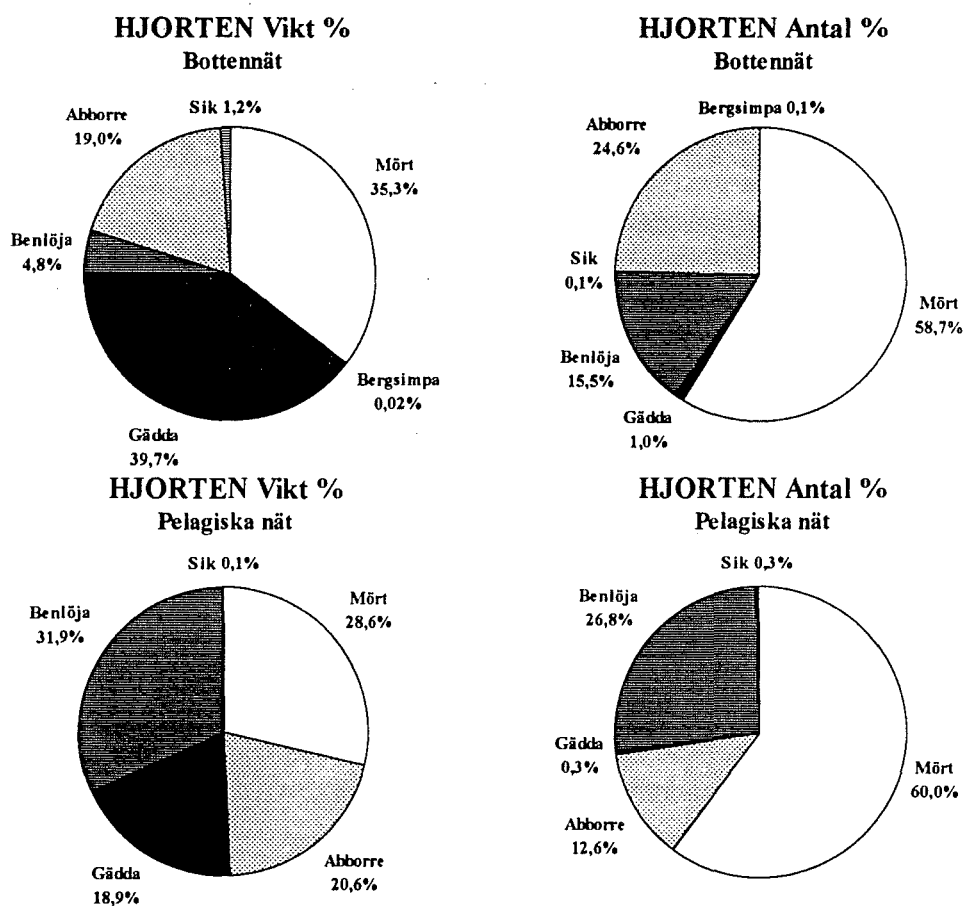 HJORTEN Vikt %
Bottennät
Sik 1,2%
Abborre
19,0%
Mört
35,3%
Benlöja
4,8%
Bergsimpa
0,02%
Gädda
39,7%
HJORTEN Antal %
Bottennät
Bergsimpa 0,1%
Abborre
24,6%
Sik
0,1%
Mört
58,7%
Benlöja
15,5%
Gädda
1,0%
HJORTEN Vikt %
Pelagiska nät
Sik 0,1%
Benlöja
31,9%
Mört
28,6%
Gädda
18,9%
Abborre
20,6%
HJORTEN Antal %
Pelagiska nät
Sik 0,3%
Benlöja
26,8%
Gädda
0,3%
Mört
60,0%
Abborre
12,6%